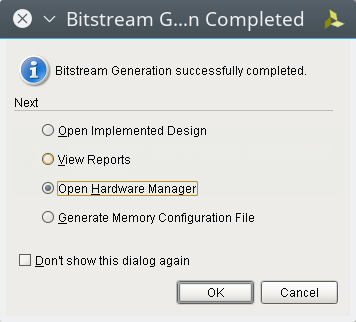 Bitstream G...n Completed
Bitstream Generation successfully completed.
Next
Open Implemented Design
View Reports
Open Hardware Manager
Generate Memory Configuration File
Don't show this dialog again
OK
Cancel